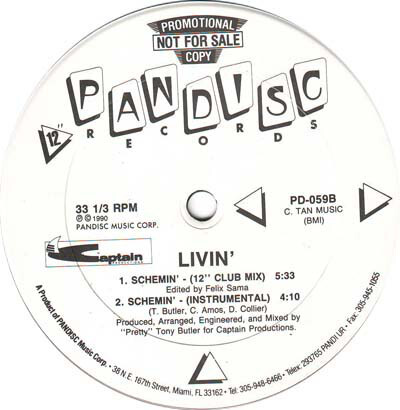 PROMOTIONAL
NOT FOR SALE
COPY
PANDISC
RECORDS
12"
33 1/3 RPM
℗ © 1990
PANDISC MUSIC CORP.
PD-059B
C. TAN MUSIC
(BMI)
Captain
LIVIN'
1. SCHEMIN' - (12" CLUB MIX) 5:33
Edited by Felix Sama
2. SCHEMIN' - (INSTRUMENTAL) 4:10
(T. Butler, C. Amos, D. Collier)
Produced, Arranged, Engineered, and Mixed by
"Pretty" Tony Butler for Captain Productions.
A Product of PANDISC Music Corp. • 38 N.E. 167th Street, Miami, FL 33162 • Tel: 305-948-6466 • Telex: 293765 PANDI UR • Fax: 305-945-1055